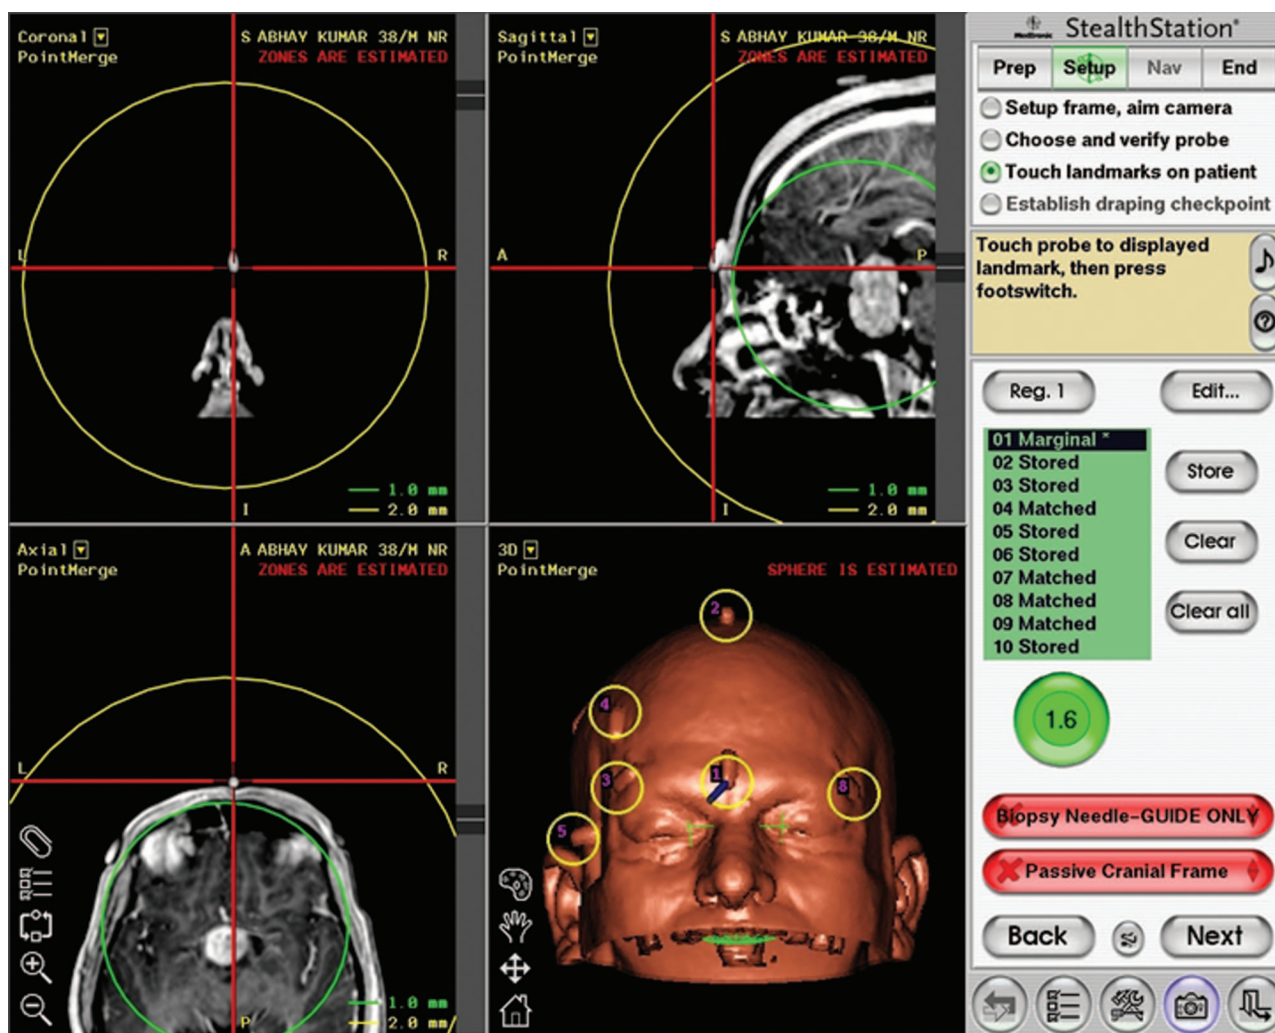 Coronal
PointMerge
S ABHAY KUMAR 38/M NR
ZONES ARE ESTIMATED
L
R
I
1.0 mm
2.0 mm
Sagittal
PointMerge
S ABHAY KUMAR 38/M NR
ZONES ARE ESTIMATED
A
P
I
1.0 mm
2.0 mm
Axial
PointMerge
A ABHAY KUMAR 38/M NR
ZONES ARE ESTIMATED
L
R
P
1.0 mm
2.0 mm
3D
PointMerge
SPHERE IS ESTIMATED
2
4
3
1
8
5
Medtronic
StealthStation®
Prep
Setup
Nav
End
Setup frame, aim camera
Choose and verify probe
Touch landmarks on patient
Establish draping checkpoint
Touch probe to displayed
landmark, then press
footswitch.
Reg. 1
Edit...
01 Marginal *
02 Stored
03 Stored
04 Matched
05 Stored
06 Stored
07 Matched
08 Matched
09 Matched
10 Stored
Store
Clear
Clear all
1.6
Biopsy Needle-GUIDE ONLY
Passive Cranial Frame
Back
Next